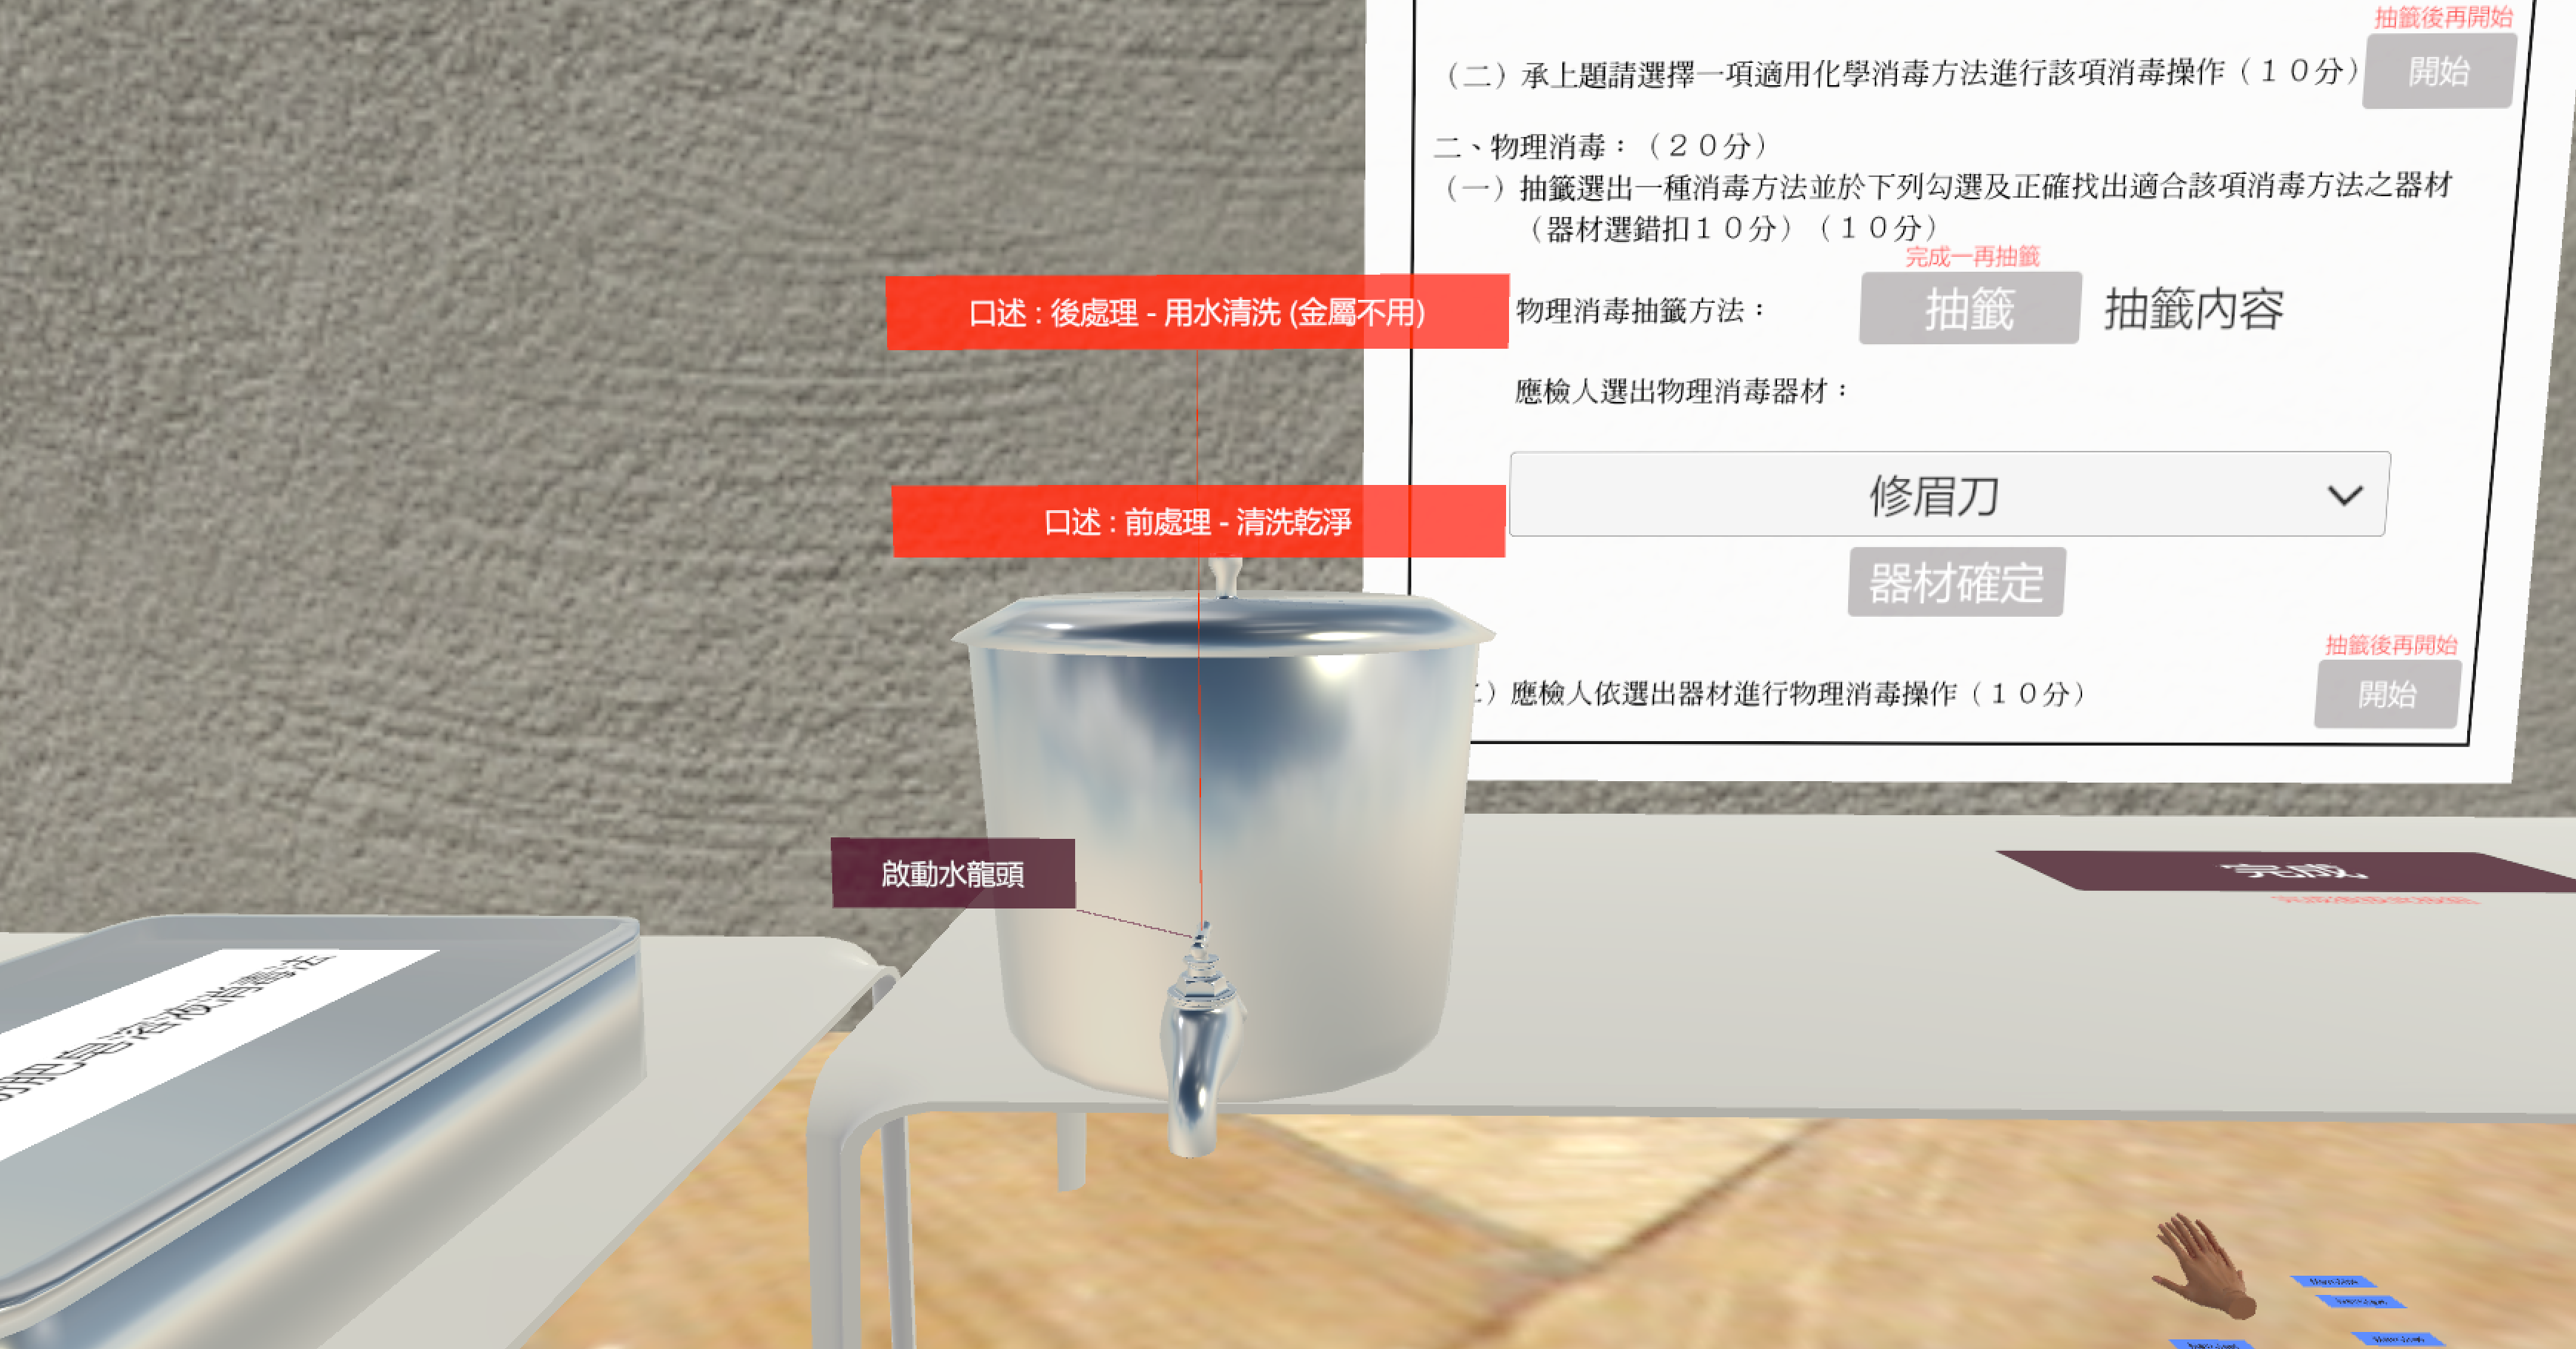 抽籤後再開始
（二）承上題請選擇一項適用化學消毒方法進行該項消毒操作（１０分）
開始
二、物理消毒：（２０分）
（一）抽籤選出一種消毒方法並於下列勾選及正確找出適合該項消毒方法之器材
（器材選錯扣１０分）（１０分）
完成一再抽籤
口述 : 後處理 - 用水清洗 (金屬不用)
物理消毒抽籤方法：
抽籤
抽籤內容
應檢人選出物理消毒器材：
修眉刀
口述 : 前處理 - 清洗乾淨
器材確定
抽籤後再開始
）應檢人依選出器材進行物理消毒操作（１０分）
開始
啟動水龍頭
完成
肥皂溶液消毒法